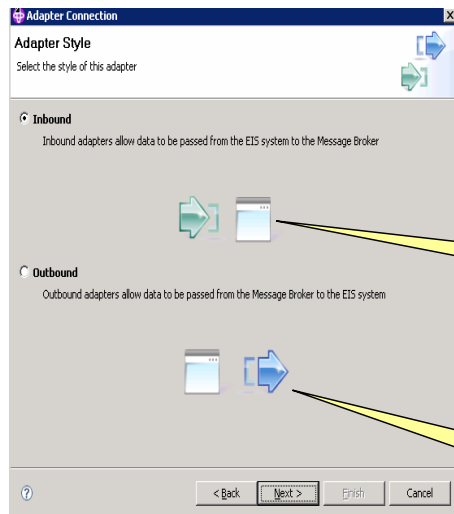 Adapter Connection
Adapter Style
Select the style of this adapter
Inbound
Inbound adapters allow data to be passed from the EIS system to the Message Broker
Outbound
Outbound adapters allow data to be passed from the Message Broker to the EIS system
< Back Next > Finish Cancel